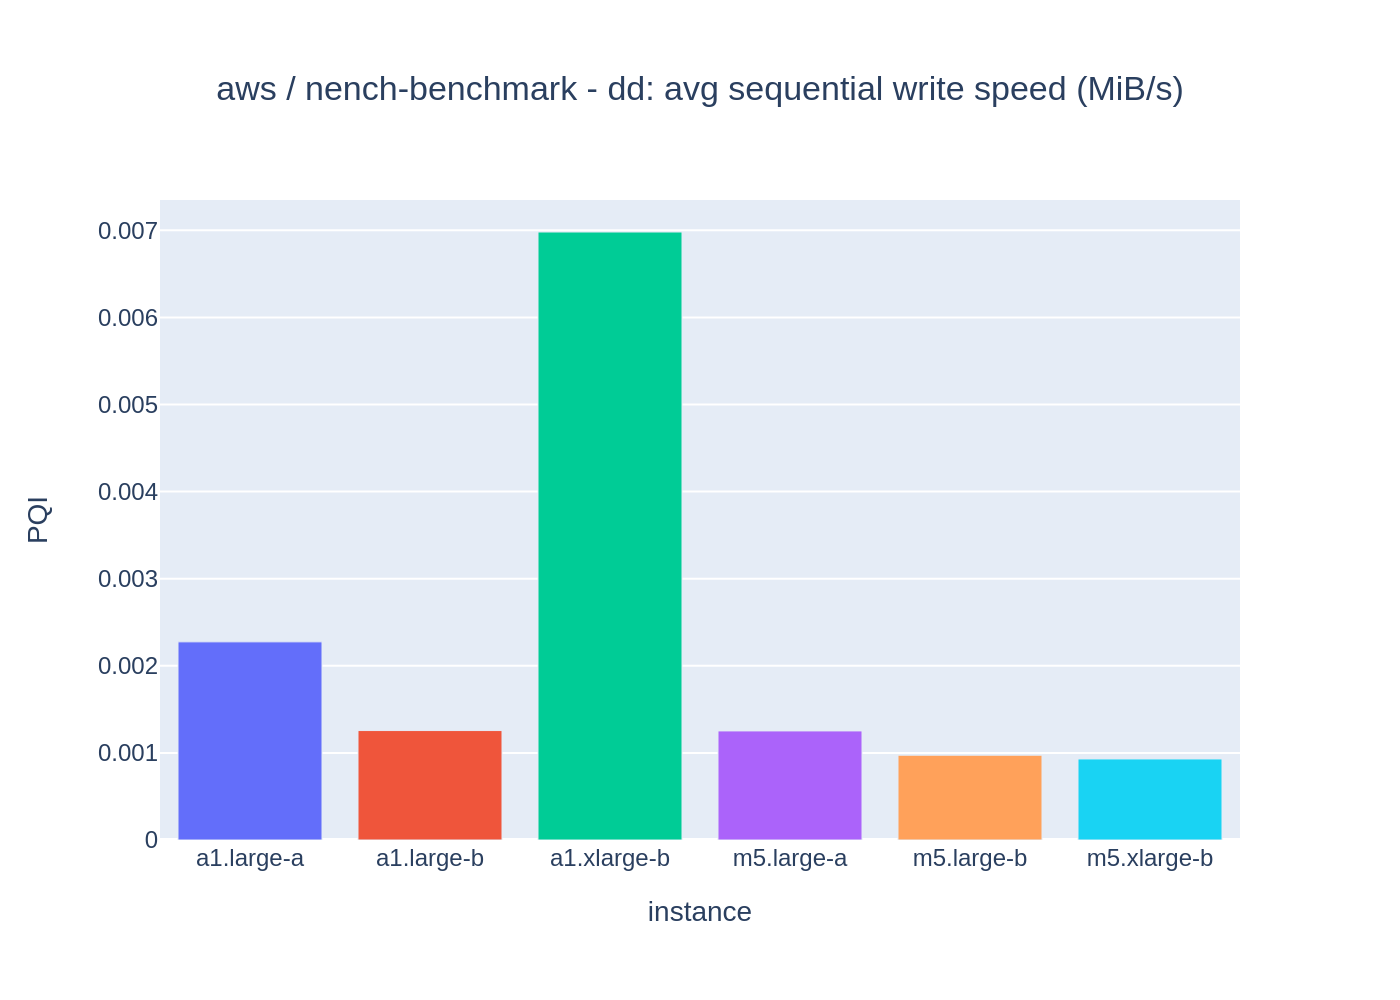 aws / nench-benchmark - dd: avg sequential write speed (MiB/s)
0.007
0.006
0.005
0.004
0.003
0.002
0.001
0
PQI
a1.large-a
a1.large-b
a1.xlarge-b
m5.large-a
m5.large-b
m5.xlarge-b
instance